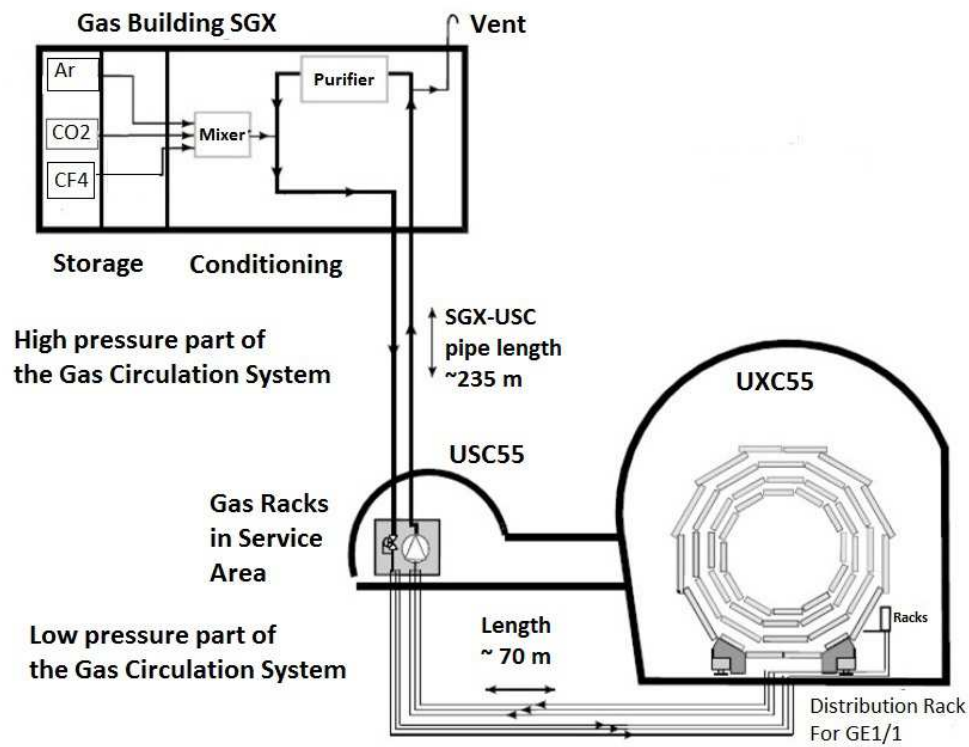 Gas Building SGX
Vent
Ar
Purifier
CO2
Mixer
CF4
Storage
Conditioning
High pressure part of
the Gas Circulation System
SGX-USC
pipe length
~235 m
UXC55
USC55
Gas Racks
in Service
Area
Racks
Low pressure part of
the Gas Circulation System
Length
~ 70 m
Distribution Rack
For GE1/1